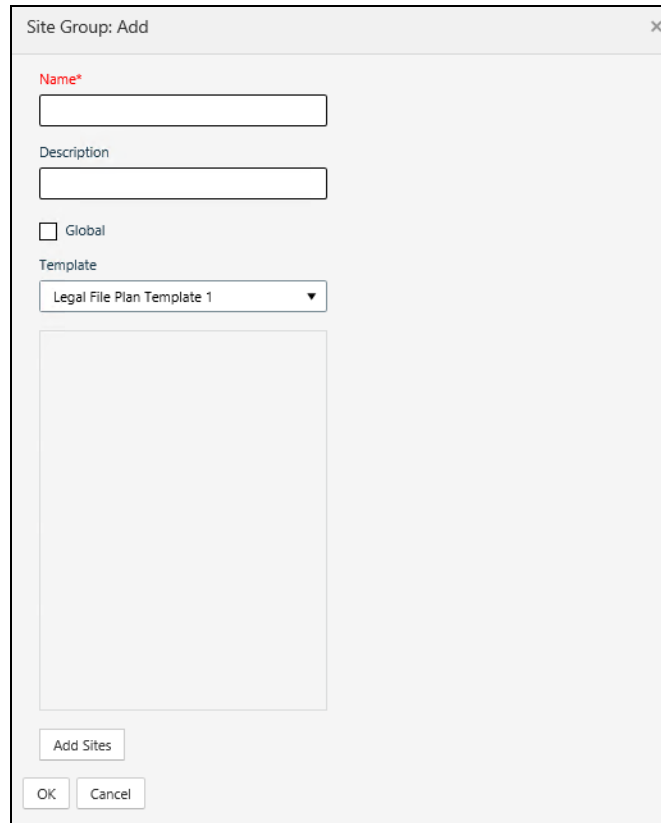 Site Group: Add
Name*
Description
Global
Template
Legal File Plan Template 1
Add Sites
OK Cancel